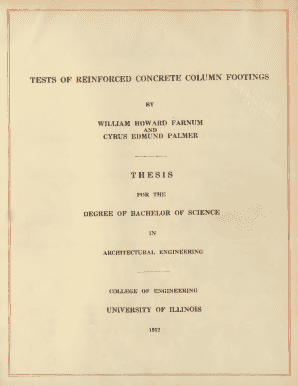 TESTS OF REINFORCED CONCRETE COLUMN FOOTINGS
BY
WILLIAM HOWARD FARNUM
AND
CYRUS EDMUND PALMER
THESIS
FOR THE
DEGREE OF BACHELOR OF SCIENCE
IN
ARCHITECTURAL ENGINEERING
COLLEGE OF ENGINEERING
UNIVERSITY OF ILLINOIS
1912